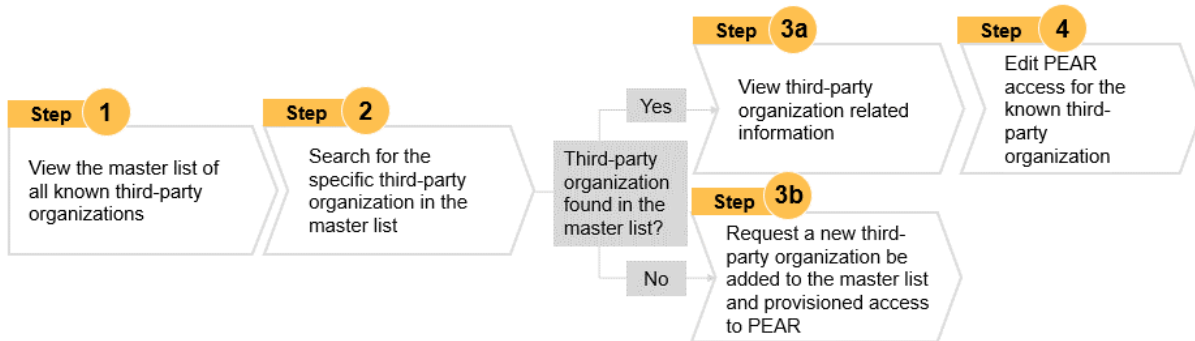 Step 1
View the master list of
all known third-party
organizations
Step 2
Search for the
specific third-party
organization in the
master list
Third-party
organization
found in the
master list?
Yes
Step 3a
View third-party
organization related
information
Step 4
Edit PEAR
access for the
known third-
party
organization
No
Step 3b
Request a new third-
party organization be
added to the master list
and provisioned access
to PEAR